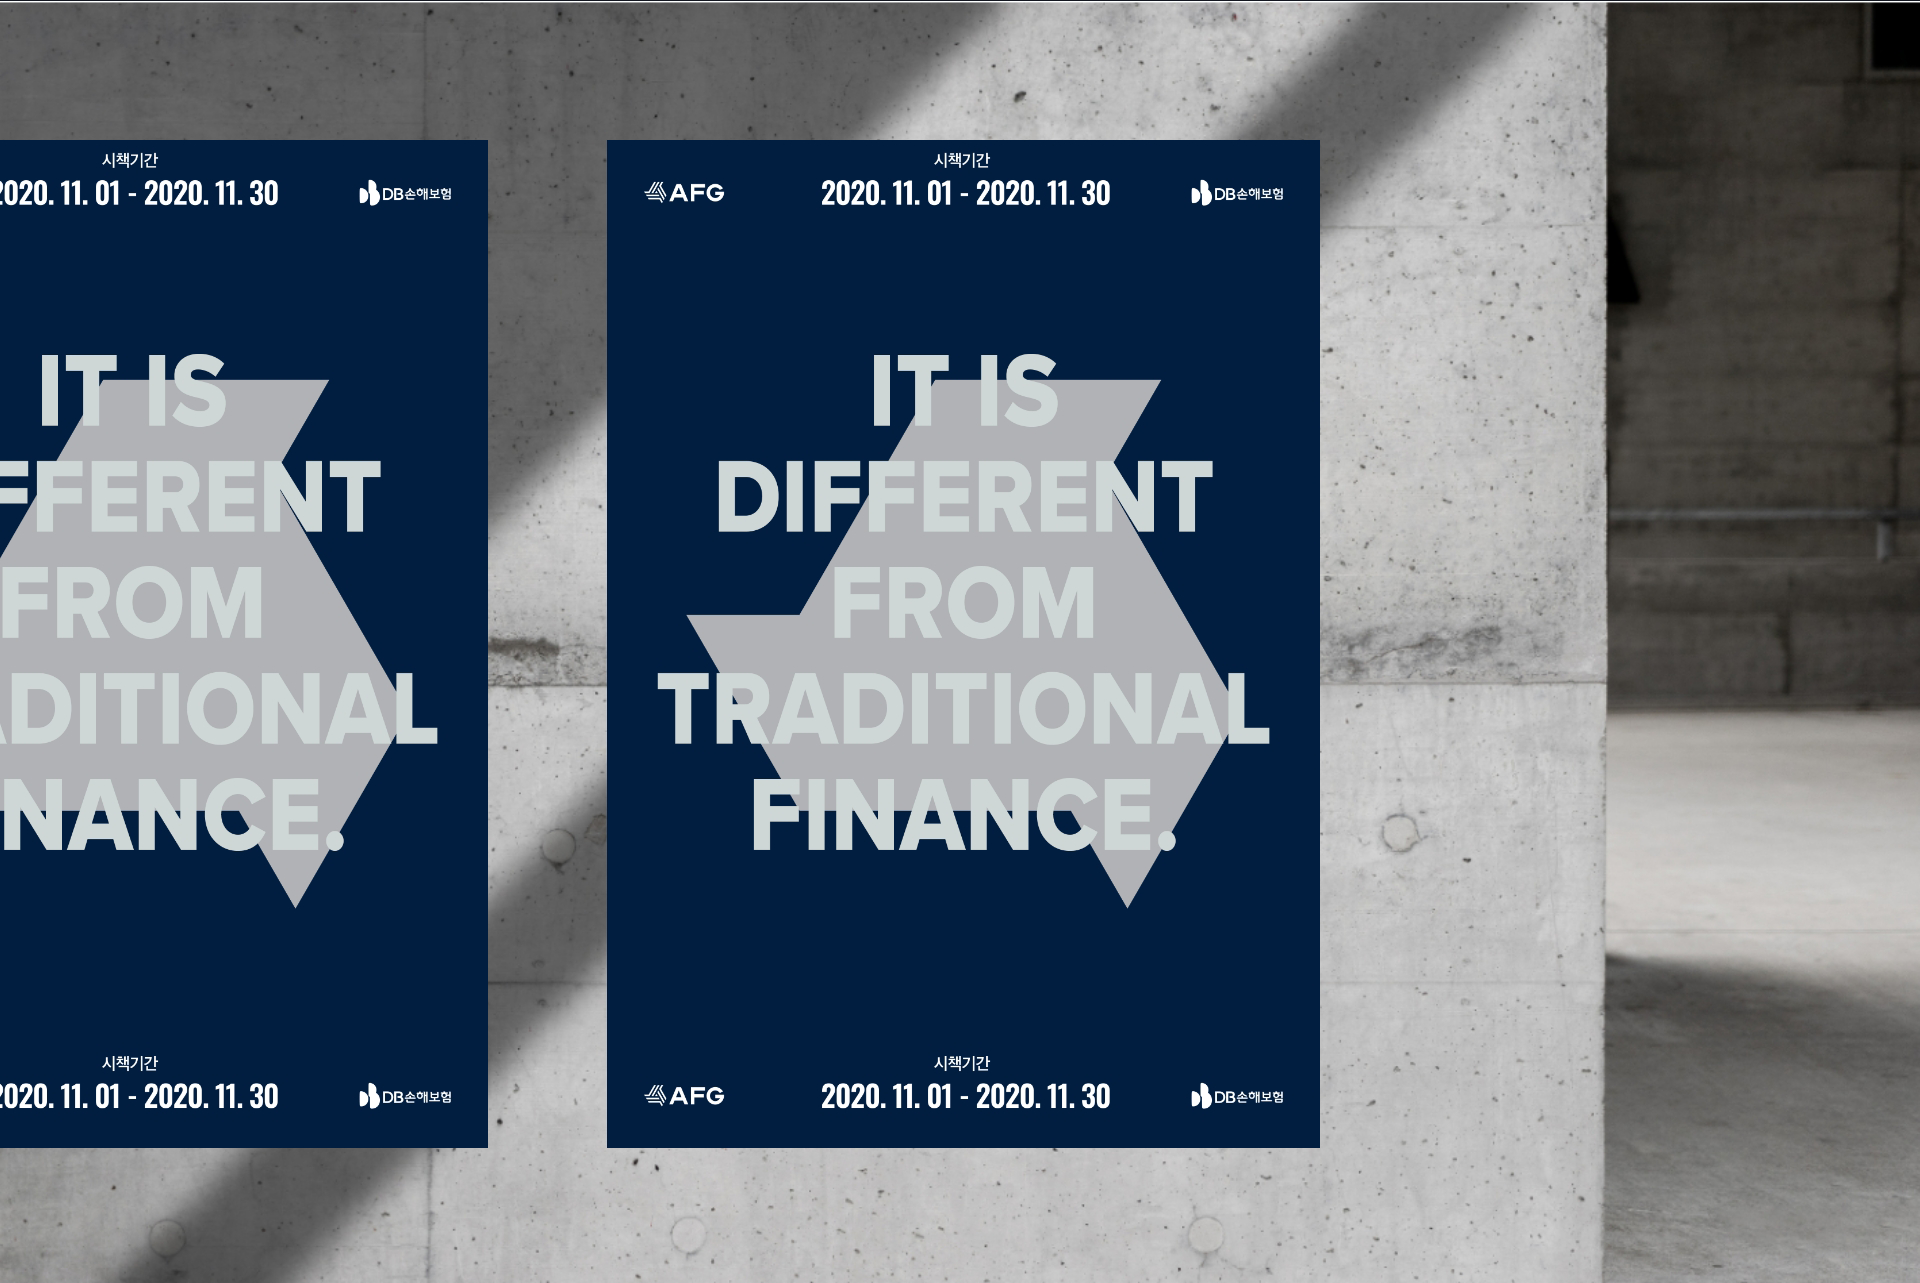 시책기간
2020. 11. 01 - 2020. 11. 30
DB손해보험
IT IS
FFERENT
FROM
ADITIONAL
NANCE.
시책기간
2020. 11. 01 - 2020. 11. 30
DB손해보험
시책기간
AFG
2020. 11. 01 - 2020. 11. 30
DB손해보험
IT IS
DIFFERENT
FROM
TRADITIONAL
FINANCE.
시책기간
AFG
2020. 11. 01 - 2020. 11. 30
DB손해보험